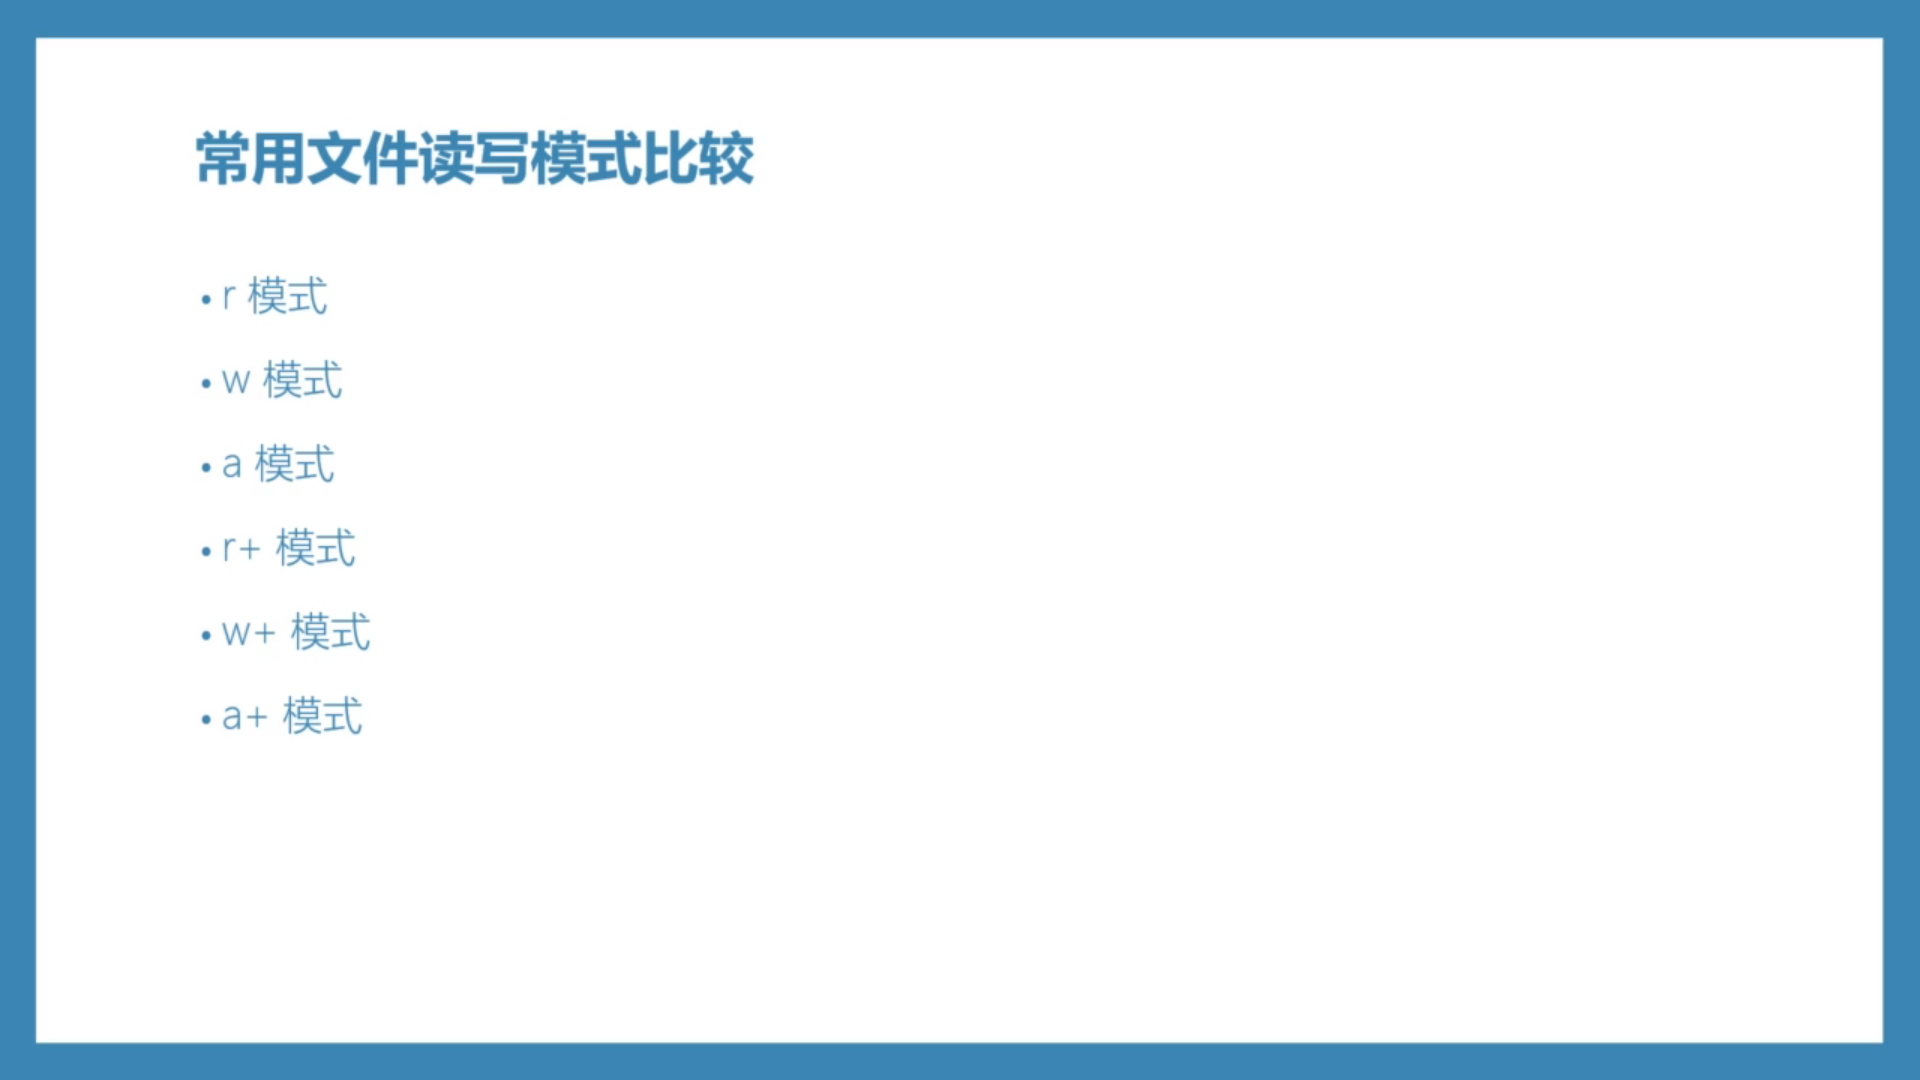 常用文件读写模式比较
• r 模式
• w 模式
• a 模式
• r+ 模式
• w+ 模式
• a+ 模式